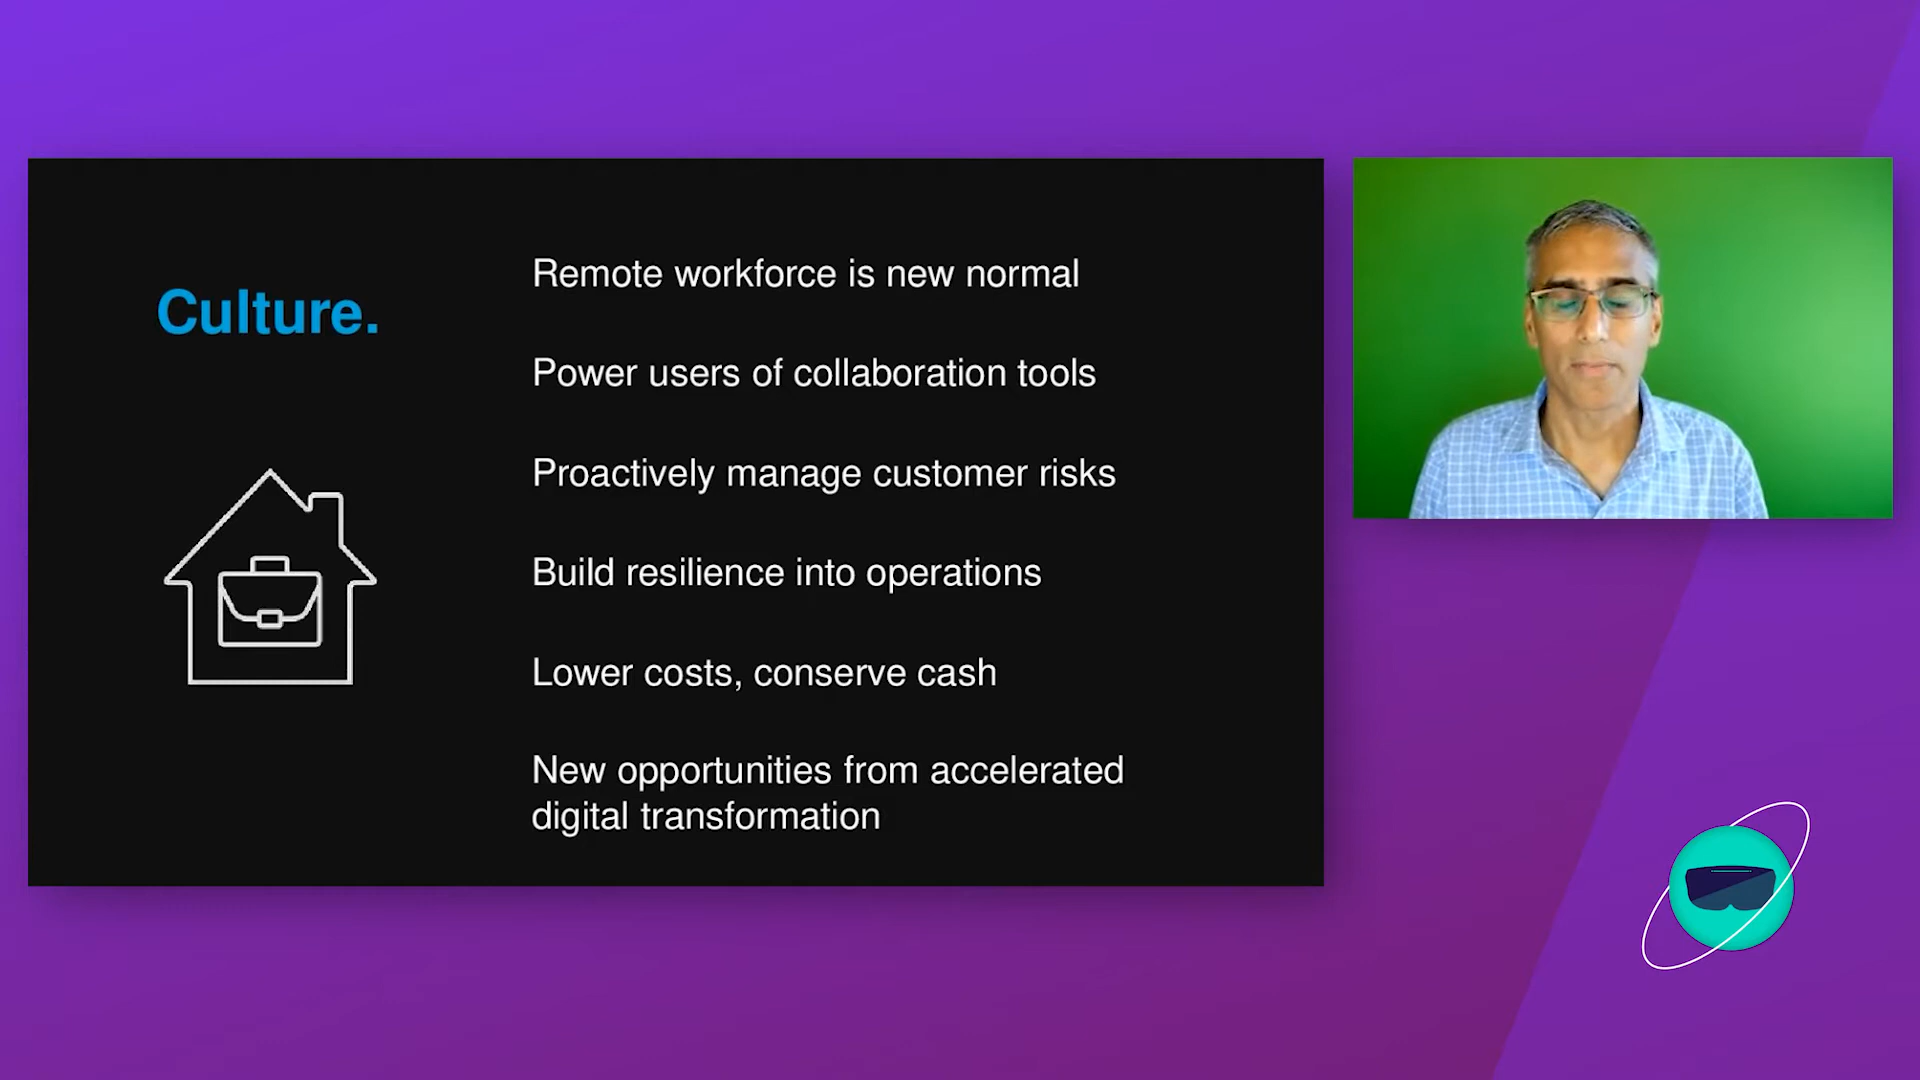 Culture.
Remote workforce is new normal
Power users of collaboration tools
Proactively manage customer risks
Build resilience into operations
Lower costs, conserve cash
New opportunities from accelerated
digital transformation